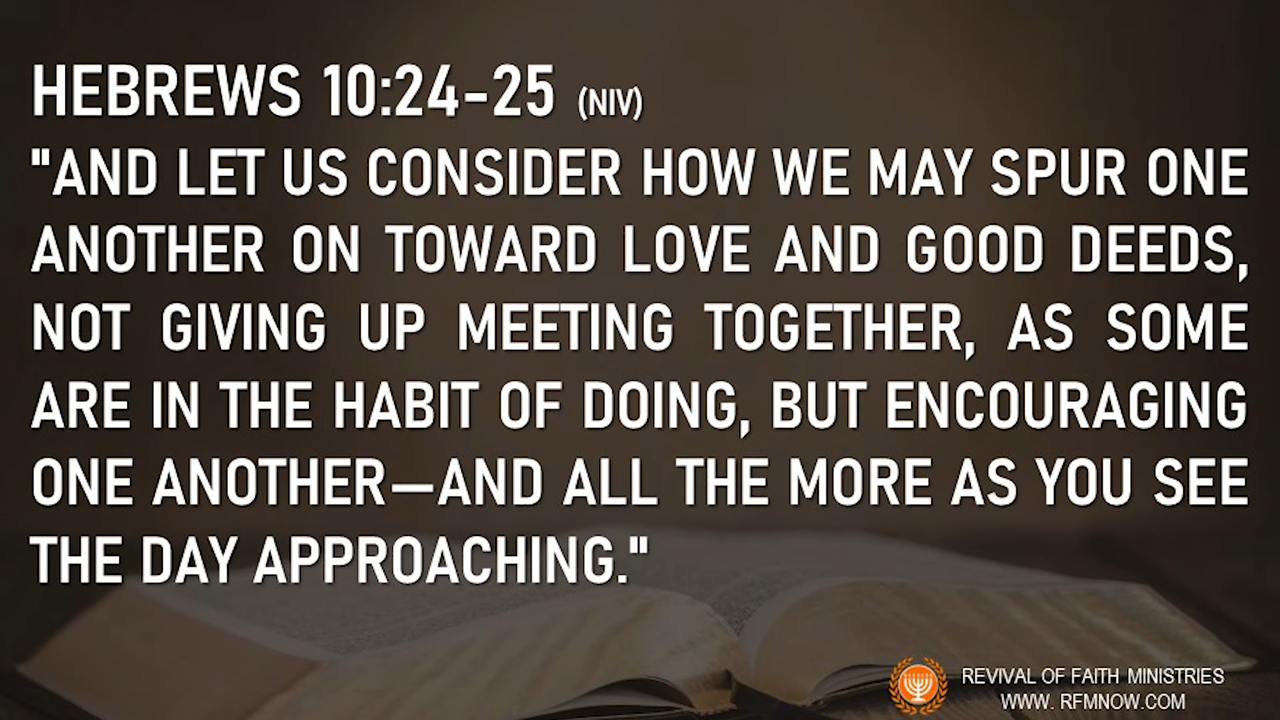 HEBREWS 10:24-25 (NIV)
"AND LET US CONSIDER HOW WE MAY SPUR ONE
ANOTHER ON TOWARD LOVE AND GOOD DEEDS,
NOT GIVING UP MEETING TOGETHER, AS SOME
ARE IN THE HABIT OF DOING, BUT ENCOURAGING
ONE ANOTHER—AND ALL THE MORE AS YOU SEE
THE DAY APPROACHING."
REVIVAL OF FAITH MINISTRIES
WWW. RFMNOW.COM